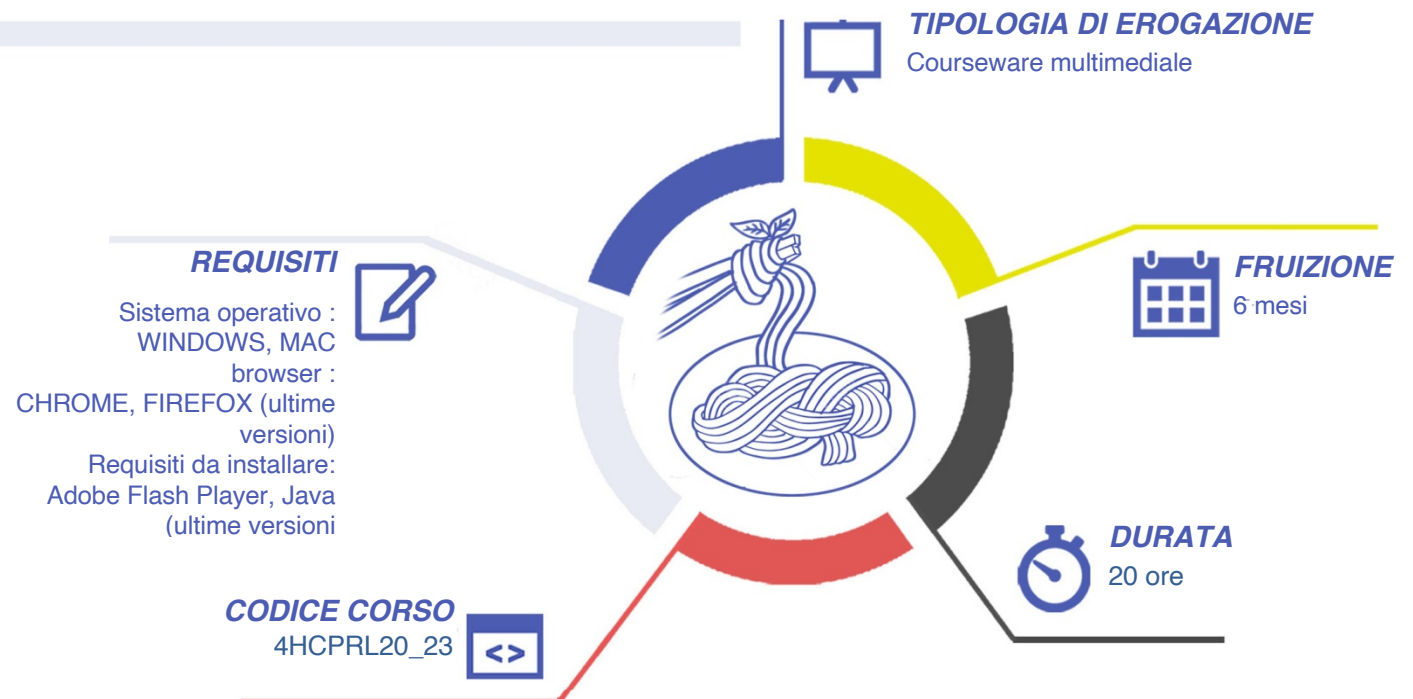 TIPOLOGIA DI EROGAZIONE
Courseware multimediale
REQUISITI
Sistema operativo :
WINDOWS, MAC
browser :
CHROME, FIREFOX (ultime
versioni)
Requisiti da installare:
Adobe Flash Player, Java
(ultime versioni
FRUIZIONE
6 mesi
DURATA
20 ore
CODICE CORSO
4HCPRL20_23